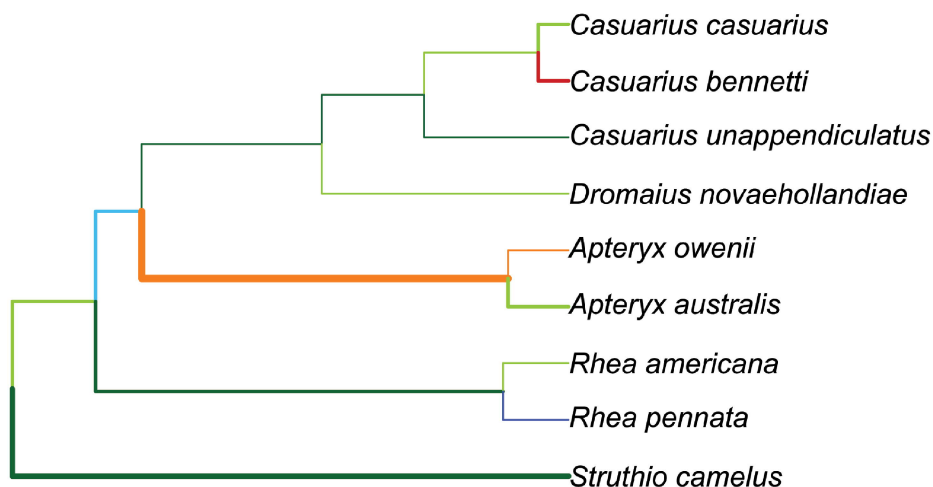 Casuarius casuarius
Casuarius bennetti
Casuarius unappendiculatus
Dromaius novaehollandiae
Apteryx owenii
Apteryx australis
Rhea americana
Rhea pennata
Struthio camelus